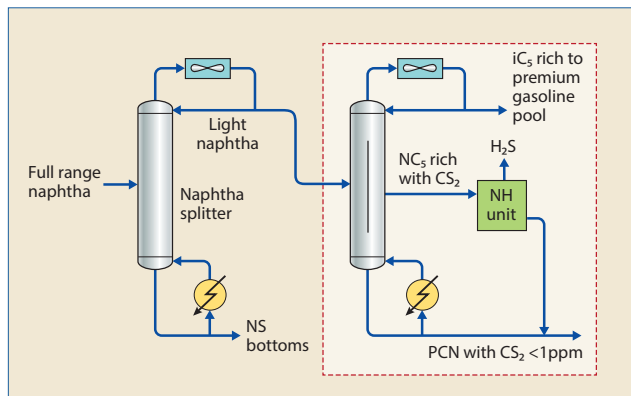 iC₅ rich to
premium
gasoline
pool
Light
naphtha
H₂S
NC₅ rich
with CS₂
Full range
naphtha
Naphtha
splitter
NH
unit
NS
bottoms
PCN with CS₂ <1ppm